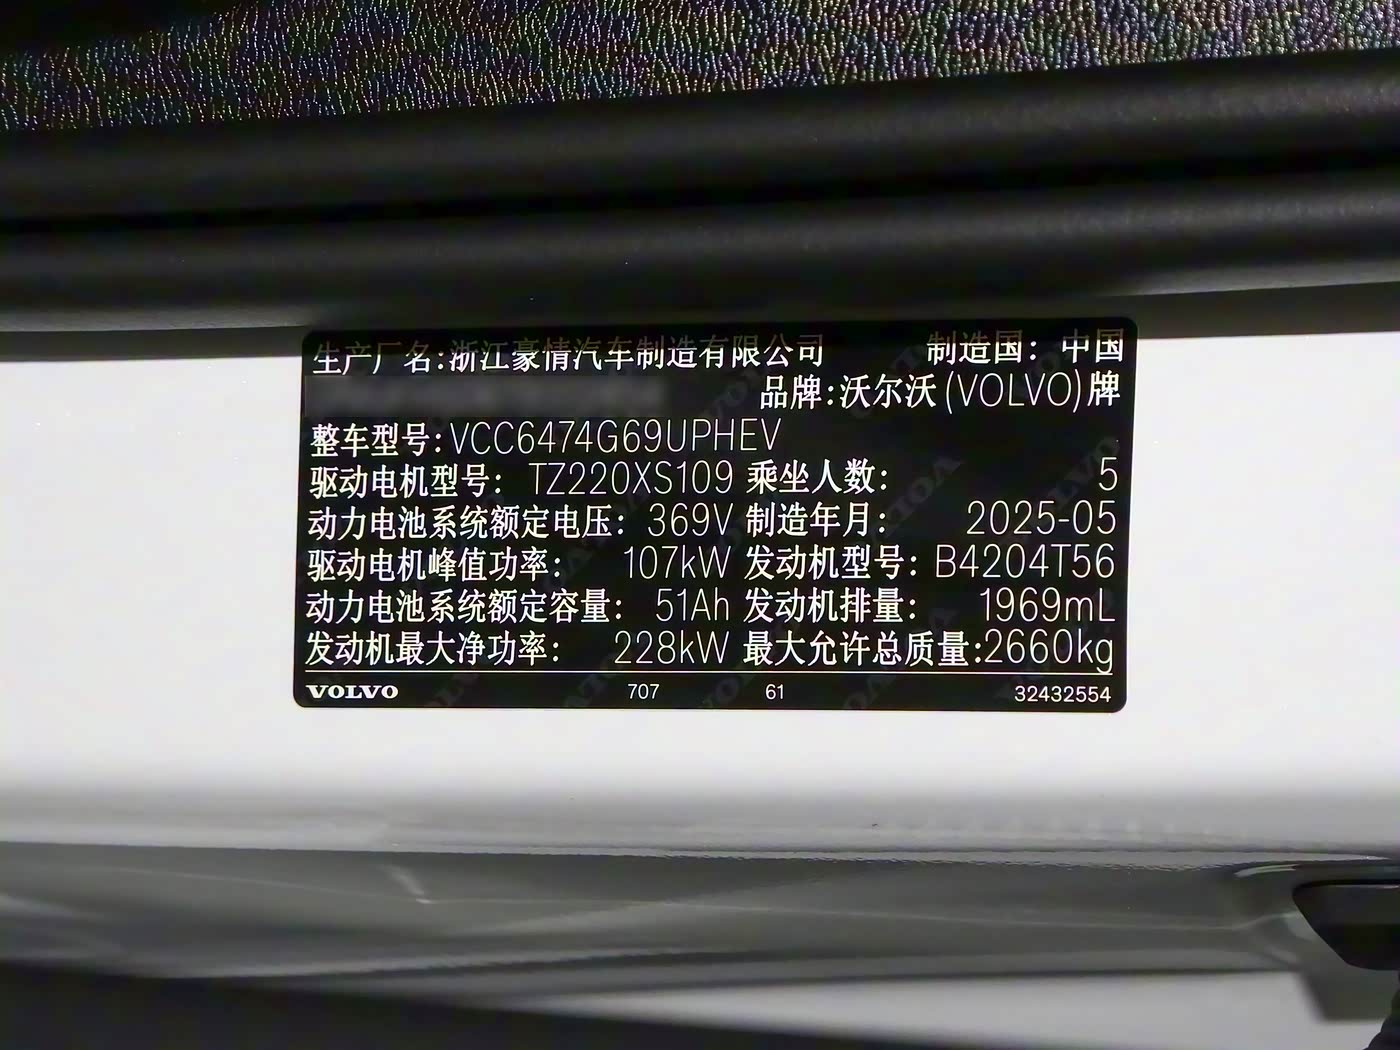 生产厂名:浙江豪情汽车制造有限公司 制造国：中国
品牌:沃尔沃(VOLVO)牌
整车型号:VCC6474G69UPHEV
驱动电机型号： TZ220XS109 乘坐人数： 5
动力电池系统额定电压： 369V 制造年月： 2025-05
驱动电机峰值功率： 107kW 发动机型号： B4204T56
动力电池系统额定容量： 51Ah 发动机排量： 1969mL
发动机最大净功率： 228kW 最大允许总质量:2660kg
VOLVO 707 61 32432554